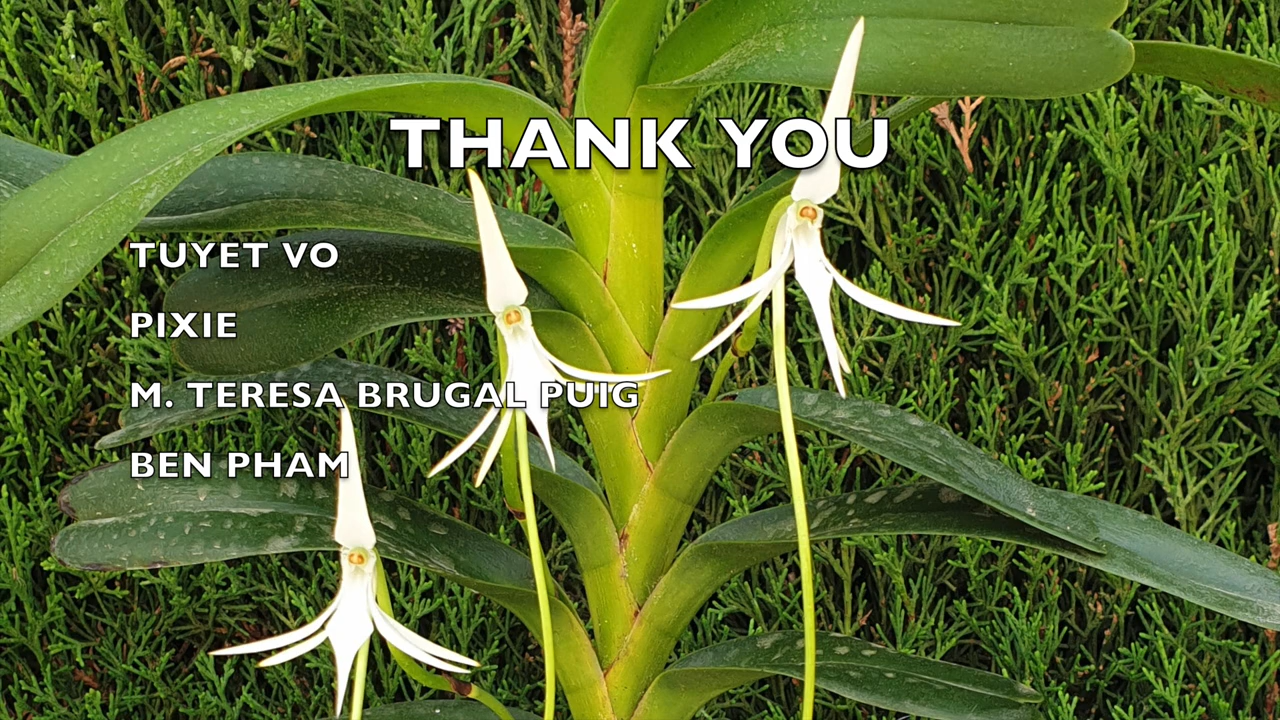 THANK YOU
TUYET VO
PIXIE
M. TERESA BRUGAL PUIG
BEN PHAM